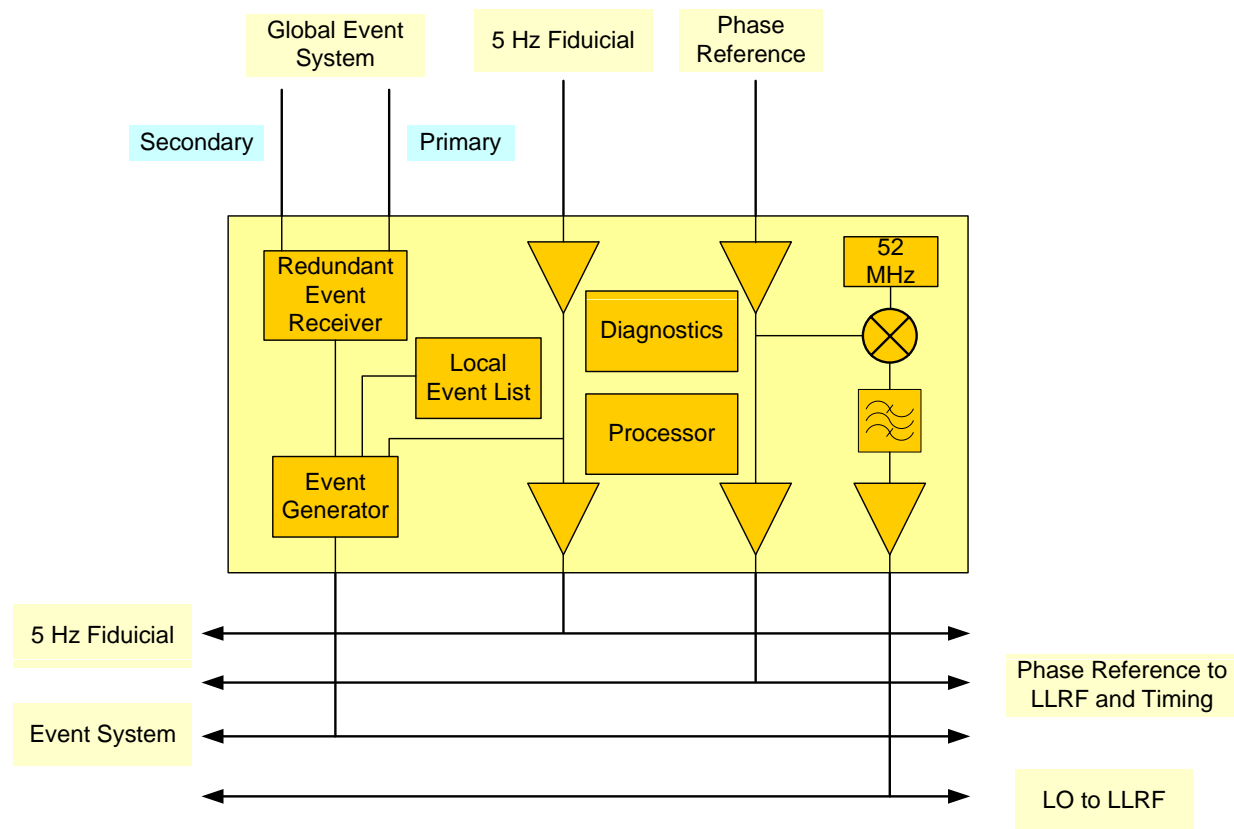 Global Event
System
5 Hz Fiduicial
Phase
Reference
Secondary
Primary
Redundant
Event
Receiver
52
MHz
Diagnostics
Local
Event List
Processor
Event
Generator
5 Hz Fiduicial
Phase Reference to
LLRF and Timing
Event System
LO to LLRF